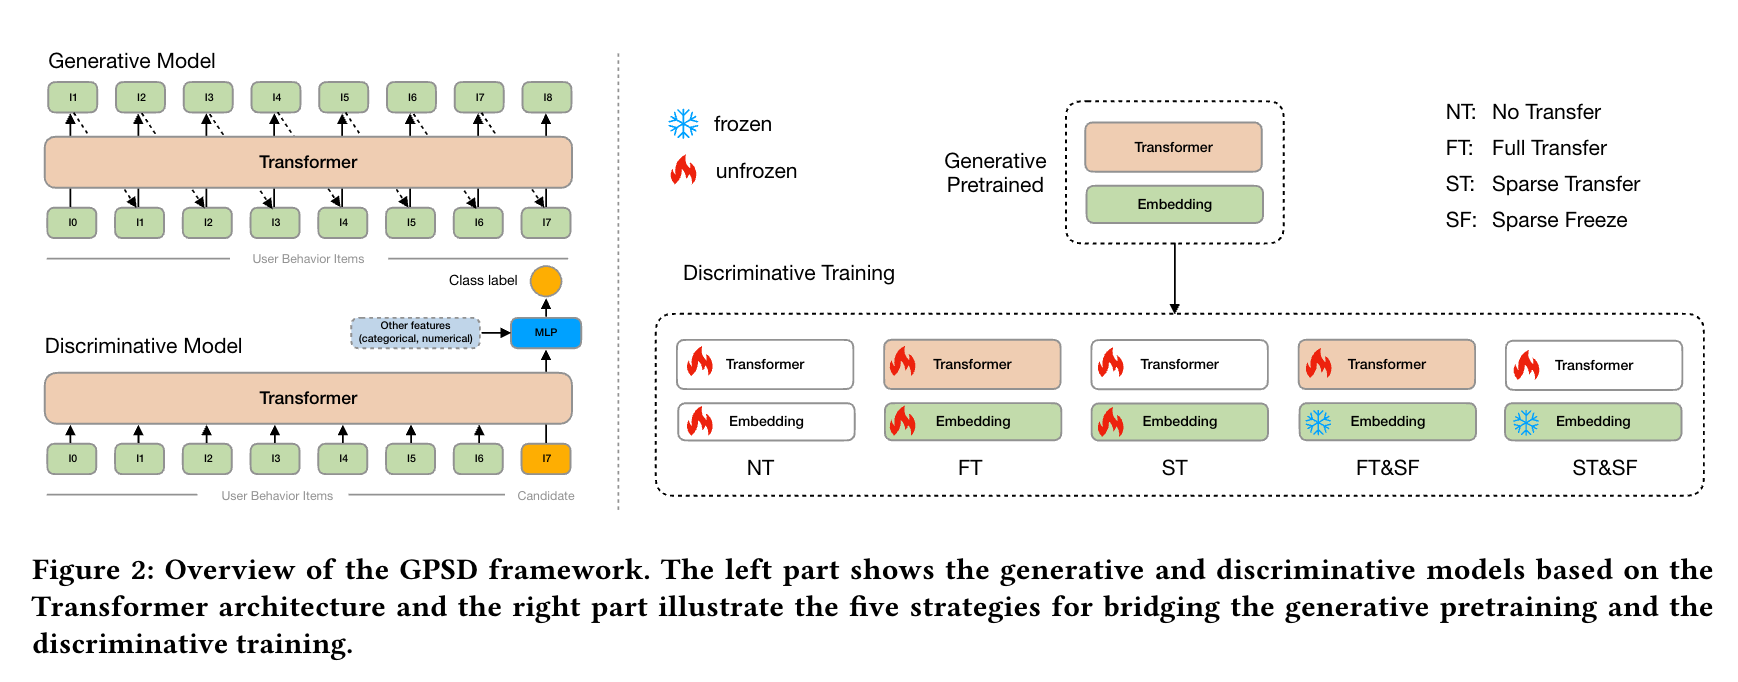 Generative Model
I1 I2 I3 I4 I5 I6 I7 I8
Transformer
I0 I1 I2 I3 I4 I5 I6 I7
User Behavior Items
Class label
Other features
(categorical, numerical)
MLP
Discriminative Model
Transformer
I0 I1 I2 I3 I4 I5 I6 I7
User Behavior Items
Candidate
frozen
unfrozen
Generative
Pretrained
Transformer
Embedding
NT: No Transfer
FT: Full Transfer
ST: Sparse Transfer
SF: Sparse Freeze
Discriminative Training
Transformer Transformer Transformer Transformer Transformer
Embedding Embedding Embedding Embedding Embedding
NT FT ST FT&SF ST&SF
Figure 2: Overview of the GPSD framework. The left part shows the generative and discriminative models based on the
Transformer architecture and the right part illustrate the five strategies for bridging the generative pretraining and the
discriminative training.